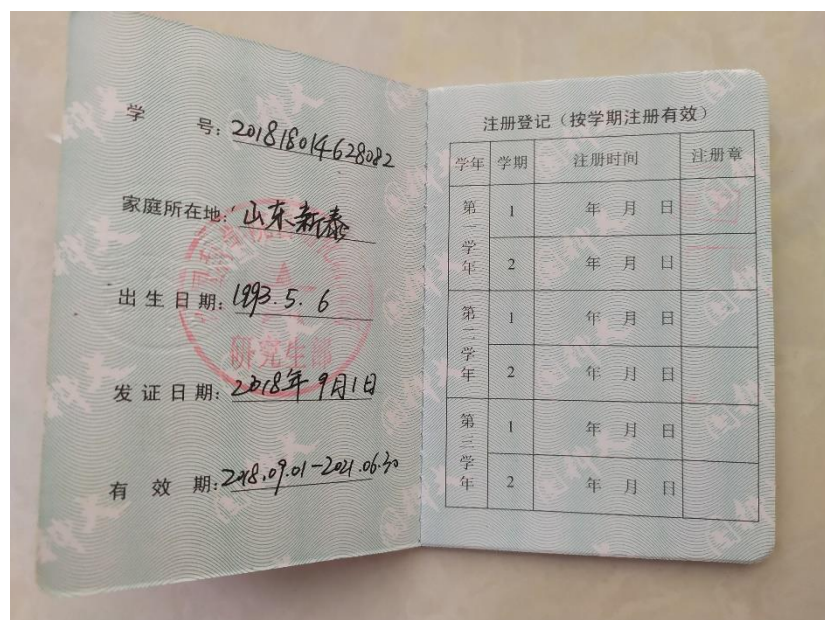 学 号：201818014628082
家庭所在地：山东新泰
出生日期：1993.5.6
发证日期：2018年9月1日
有效期：2018.09.01-2021.06.30
研究生部
注册登记（按学期注册有效）
学年 学期 注册时间 注册章
第一学年 1 年 月 日
2 年 月 日
第二学年 1 年 月 日
2 年 月 日
第三学年 1 年 月 日
2 年 月 日